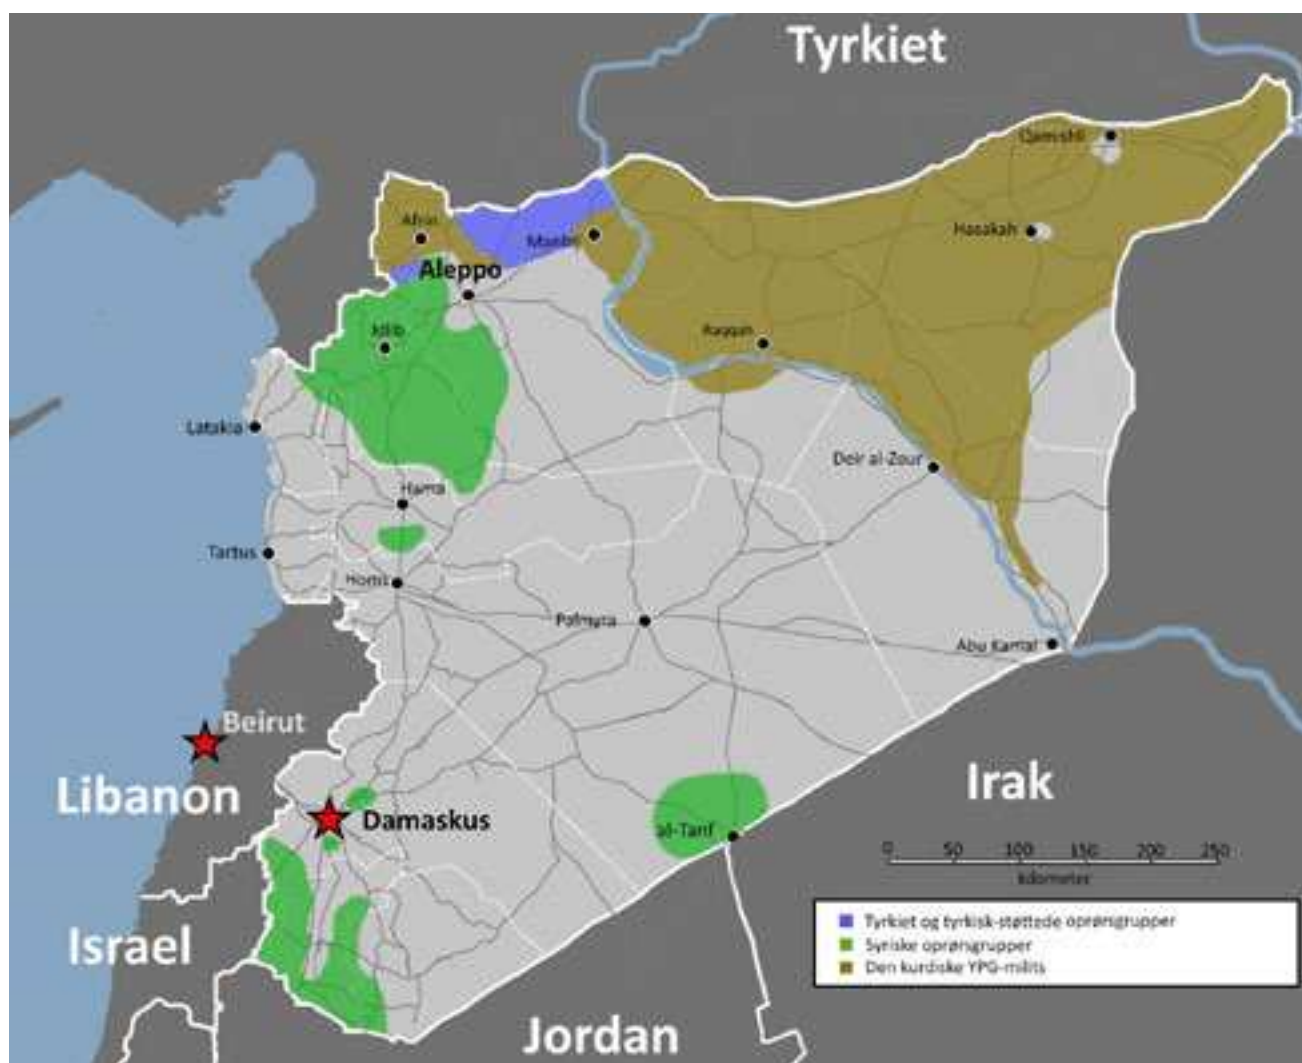 Tyrkiet
Qamishli
Afrin
Manbij
Hasakah
Aleppo
Idlib
Raqqah
Latakia
Deir al-Zour
Hama
Tartus
Homs
Palmyra
Abu Kamal
Beirut
Libanon
Irak
Damaskus
al-Tanf
0 50 100 150 200 250
kilometer
Tyrkiet og tyrkisk-støttede oprørsgrupper
Syriske oprørsgrupper
Den kurdiske YPG-milits
Israel
Jordan